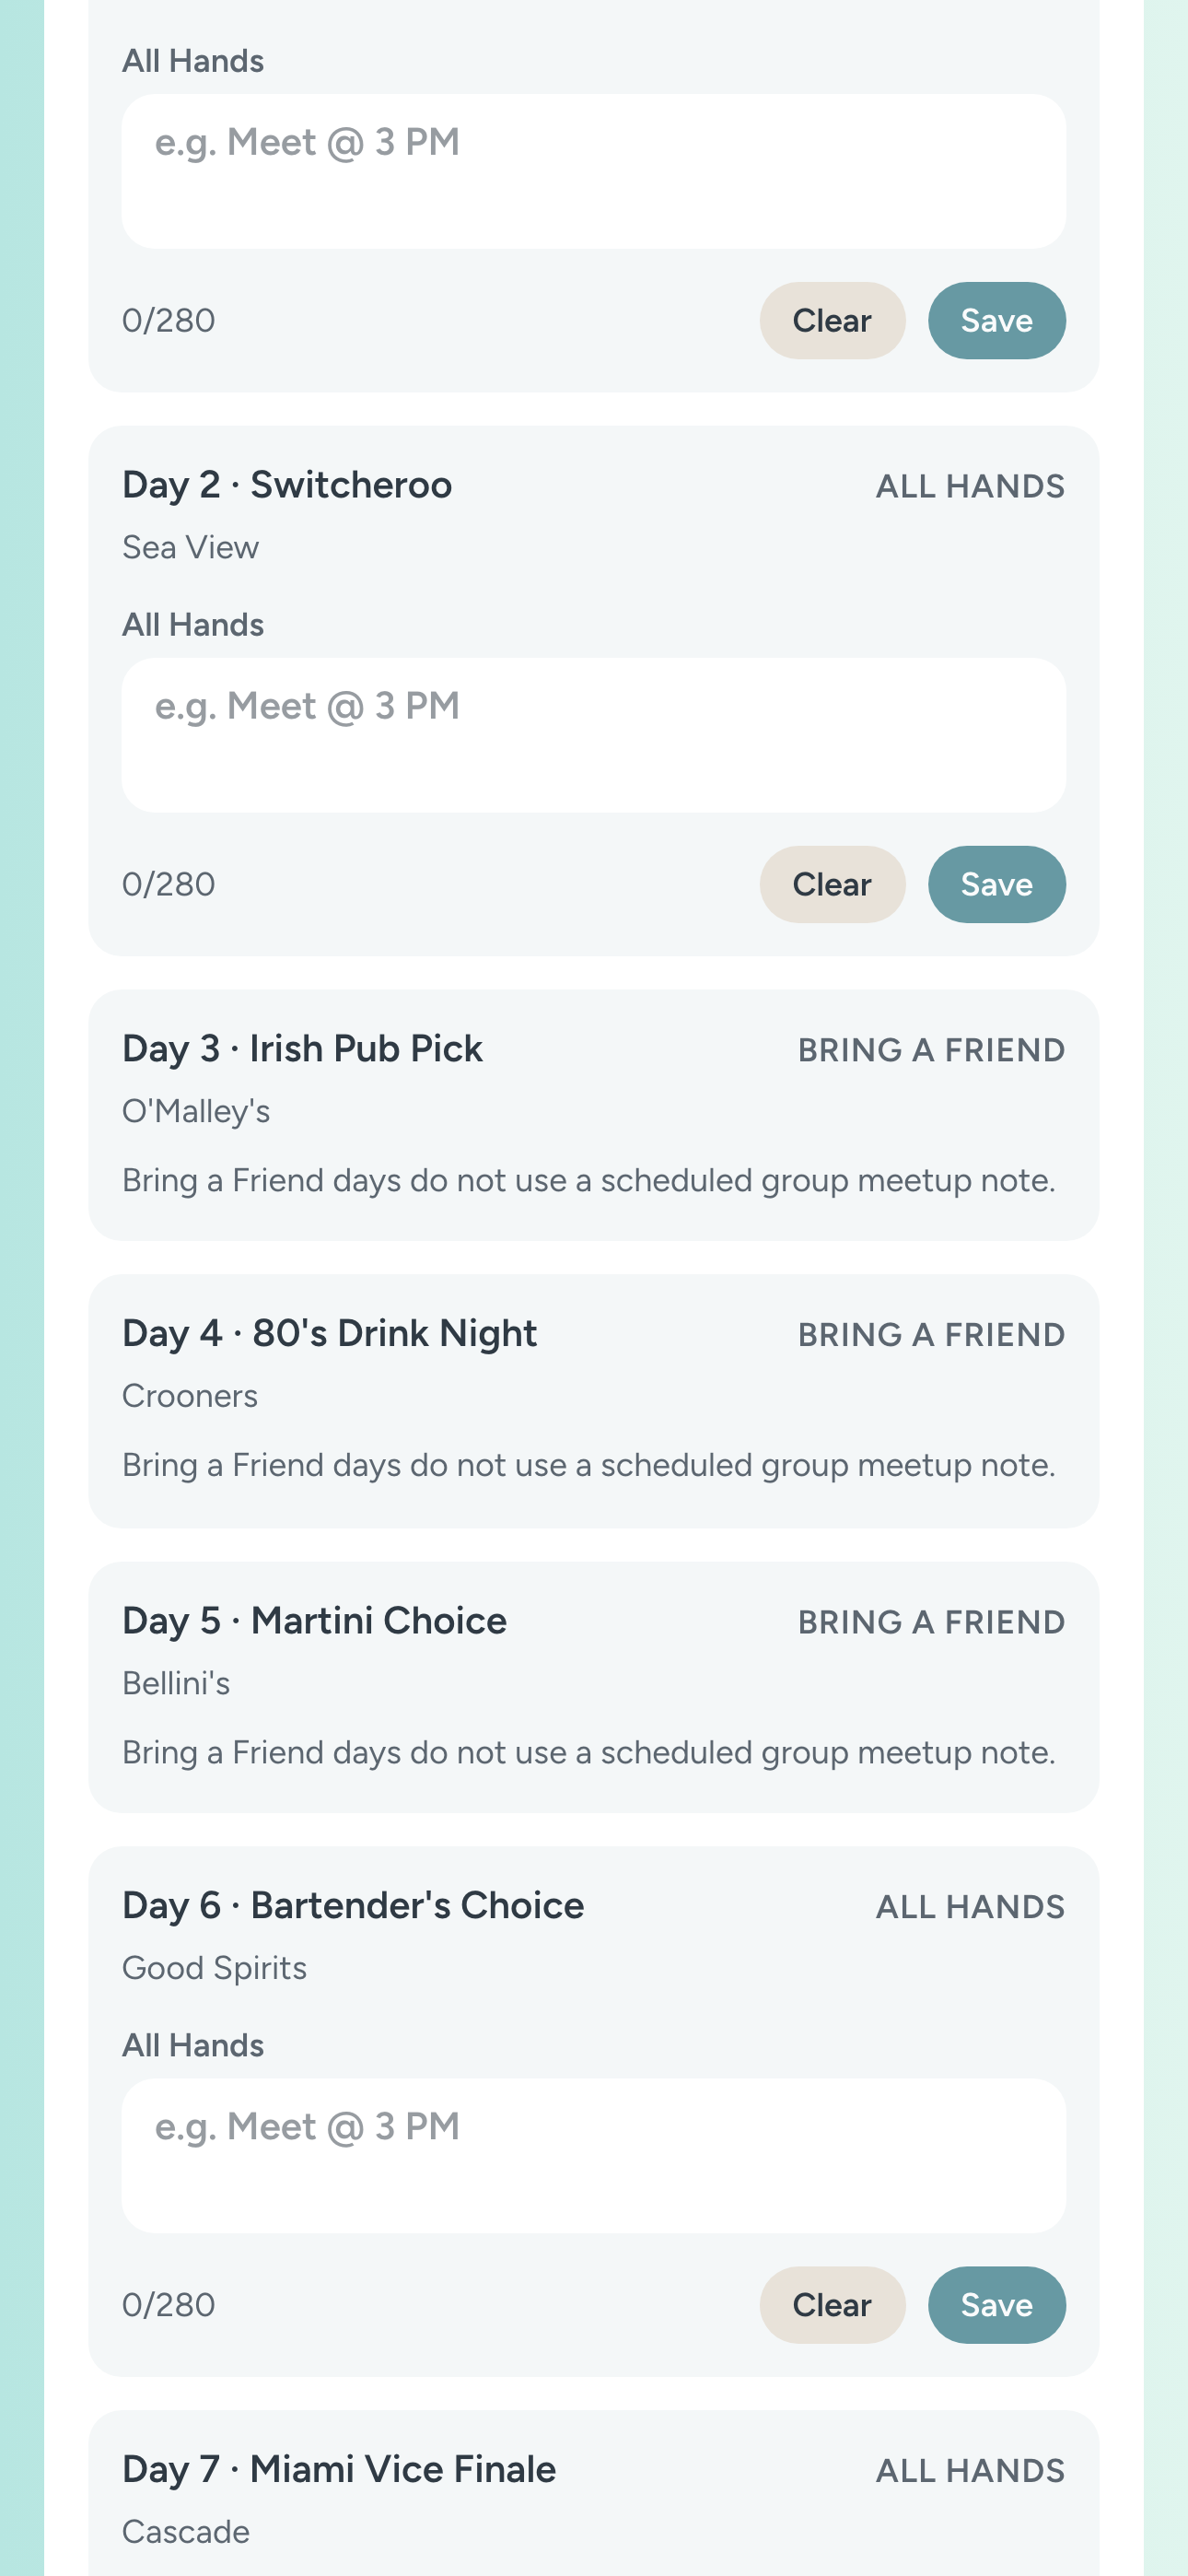 All Hands
e.g. Meet @ 3 PM
0/280
Clear
Save
Day 2 · Switcheroo
ALL HANDS
Sea View
All Hands
e.g. Meet @ 3 PM
0/280
Clear
Save
Day 3 · Irish Pub Pick
BRING A FRIEND
O'Malley's
Bring a Friend days do not use a scheduled group meetup note.
Day 4 · 80's Drink Night
BRING A FRIEND
Crooners
Bring a Friend days do not use a scheduled group meetup note.
Day 5 · Martini Choice
BRING A FRIEND
Bellini's
Bring a Friend days do not use a scheduled group meetup note.
Day 6 · Bartender's Choice
ALL HANDS
Good Spirits
All Hands
e.g. Meet @ 3 PM
0/280
Clear
Save
Day 7 · Miami Vice Finale
ALL HANDS
Cascade